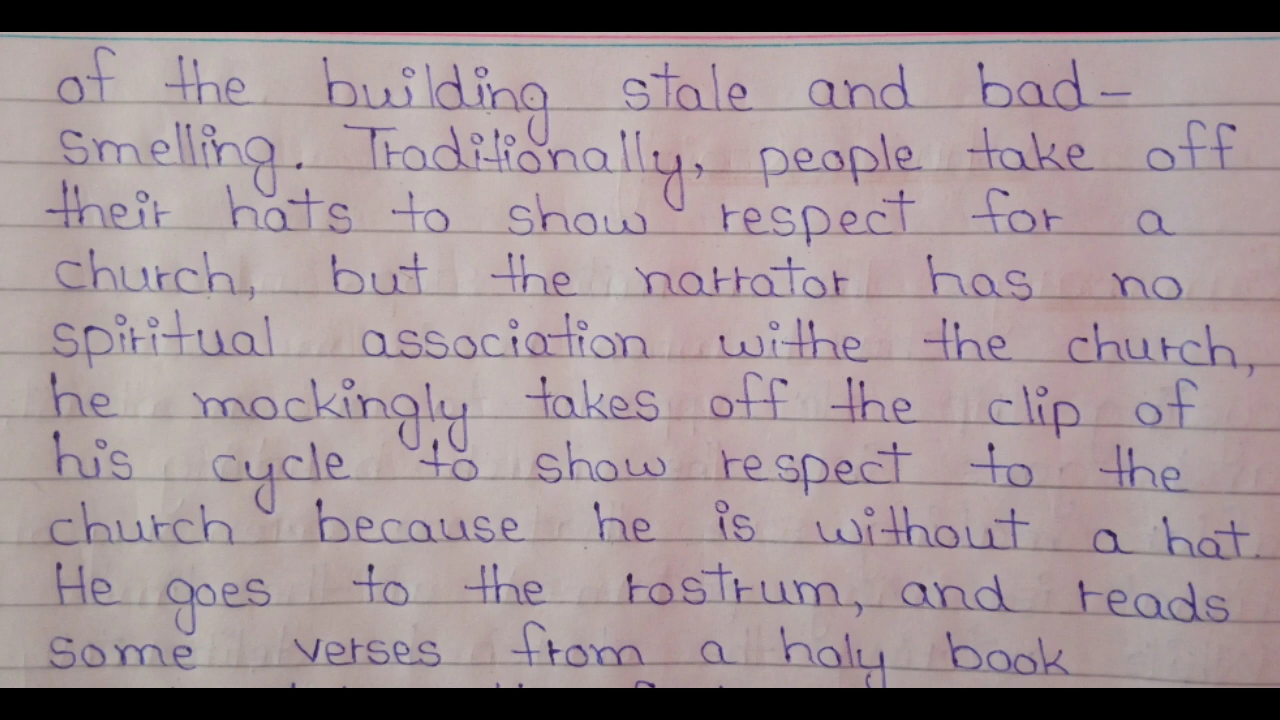 of the building stale and bad-
smelling. Traditionally, people take off
their hats to show respect for a
church, but the narrator has no
spiritual association withe the church,
he mockingly takes off the clip of
his cycle to show respect to the
church because he is without a hat.
He goes to the rostrum, and reads
some verses from a holy book